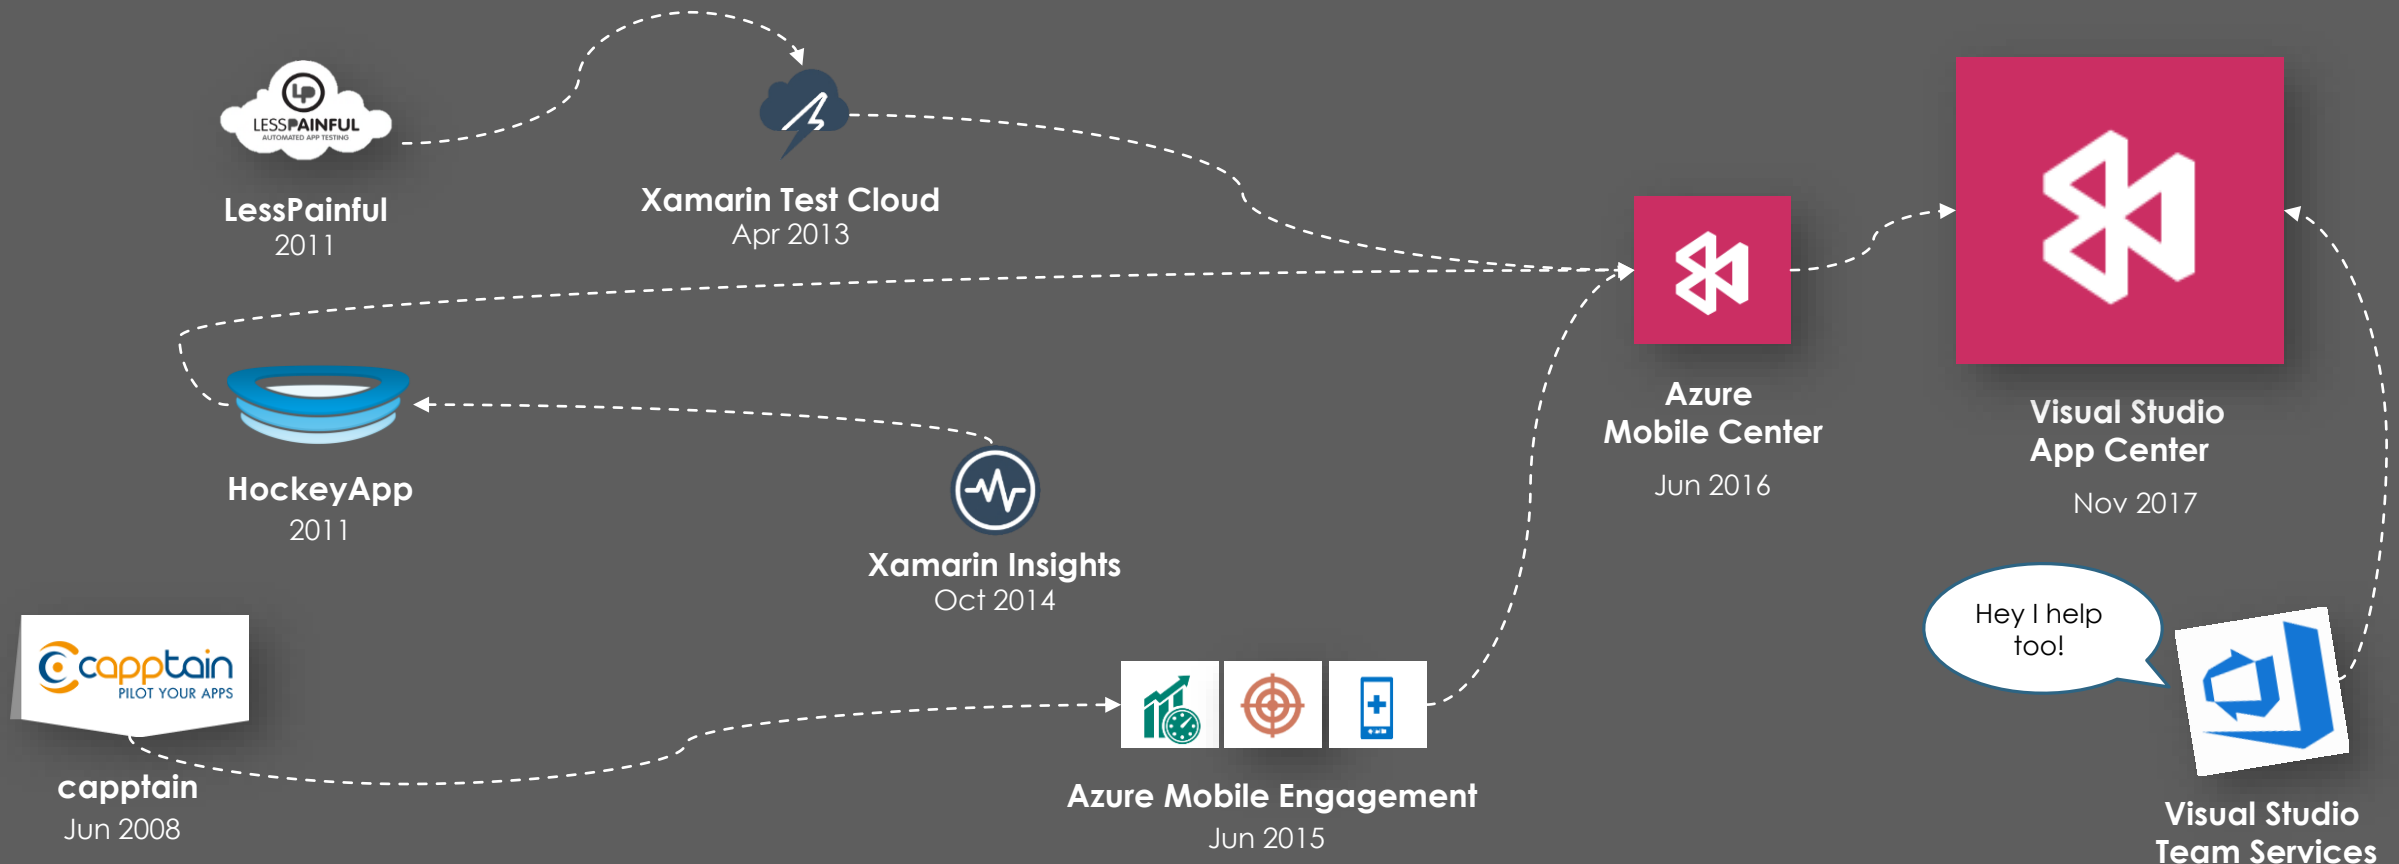 LP
LESSPAINFUL
AUTOMATED APP TESTING
LessPainful
2011
Xamarin Test Cloud
Apr 2013
HockeyApp
2011
Xamarin Insights
Oct 2014
Azure
Mobile Center
Jun 2016
Visual Studio
App Center
Nov 2017
capptain
PILOT YOUR APPS
capptain
Jun 2008
Azure Mobile Engagement
Jun 2015
Hey I help
too!
Visual Studio
Team Services